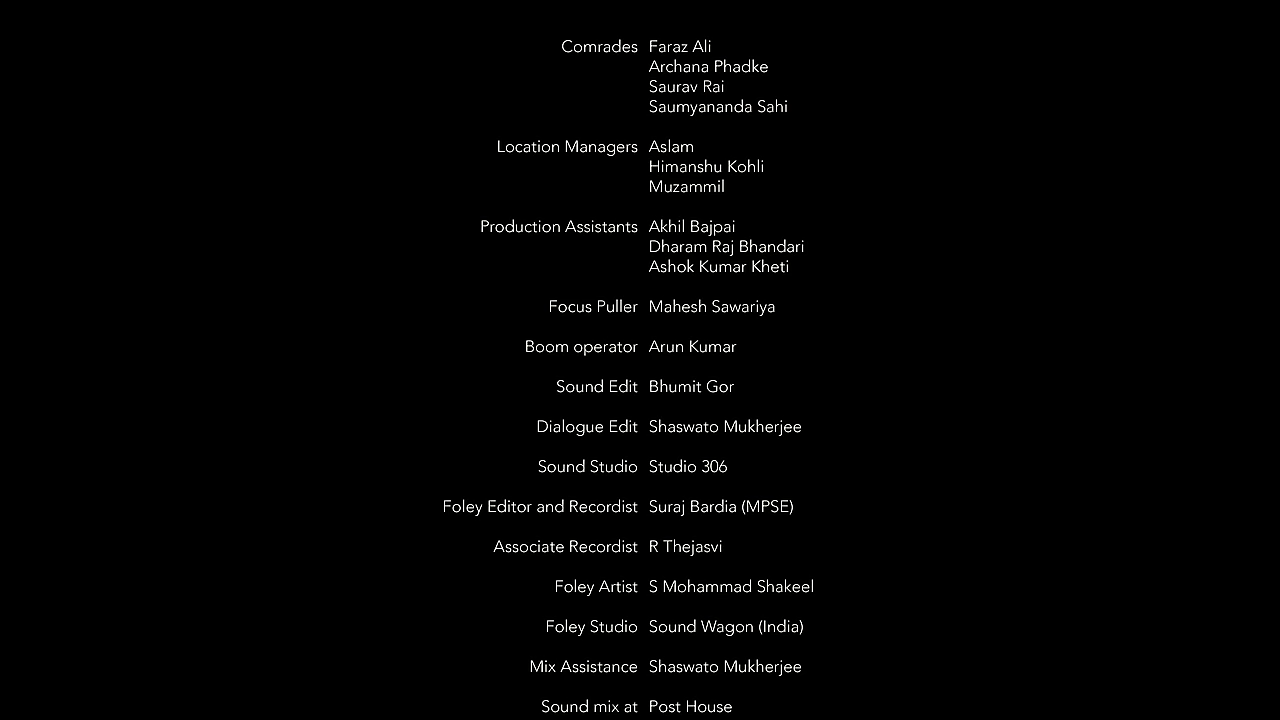 Comrades Faraz Ali
Archana Phadke
Saurav Rai
Saumyananda Sahi
Location Managers Aslam
Himanshu Kohli
Muzammil
Production Assistants Akhil Bajpai
Dharam Raj Bhandari
Ashok Kumar Kheti
Focus Puller Mahesh Sawariya
Boom operator Arun Kumar
Sound Edit Bhumit Gor
Dialogue Edit Shaswato Mukherjee
Sound Studio Studio 306
Foley Editor and Recordist Suraj Bardia (MPSE)
Associate Recordist R Thejasvi
Foley Artist S Mohammad Shakeel
Foley Studio Sound Wagon (India)
Mix Assistance Shaswato Mukherjee
Sound mix at Post House